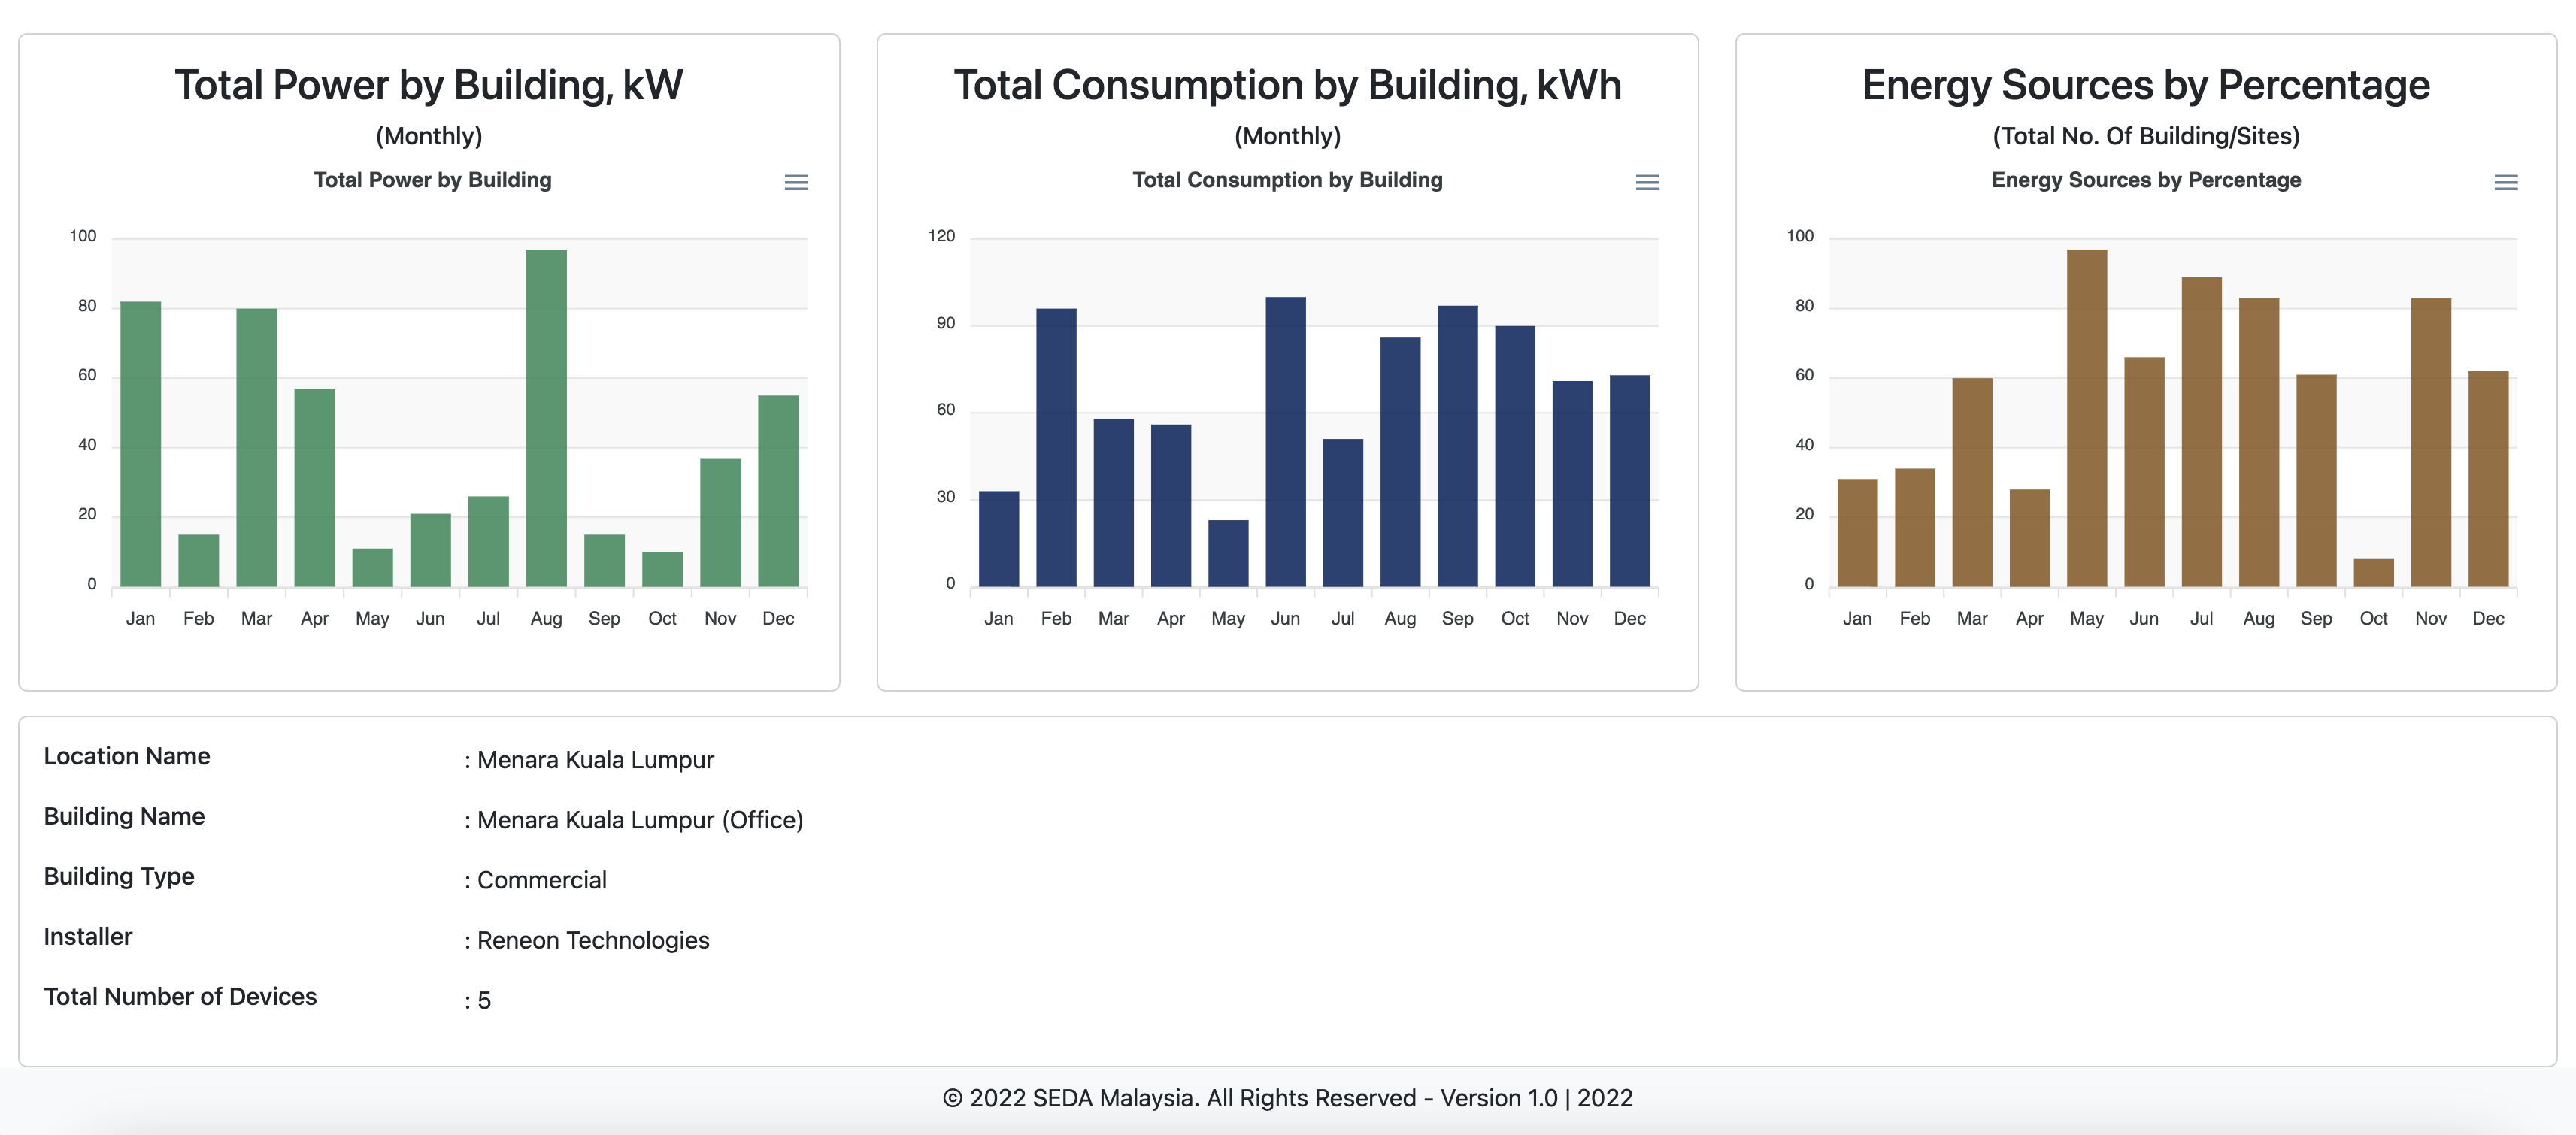 Total Power by Building, kW
(Monthly)
Total Power by Building
100
80
60
40
20
0
Jan Feb Mar Apr May Jun Jul Aug Sep Oct Nov Dec
Total Consumption by Building, kWh
(Monthly)
Total Consumption by Building
120
90
60
30
0
Jan Feb Mar Apr May Jun Jul Aug Sep Oct Nov Dec
Energy Sources by Percentage
(Total No. Of Building/Sites)
Energy Sources by Percentage
100
80
60
40
20
0
Jan Feb Mar Apr May Jun Jul Aug Sep Oct Nov Dec
Location Name : Menara Kuala Lumpur
Building Name : Menara Kuala Lumpur (Office)
Building Type : Commercial
Installer : Reneon Technologies
Total Number of Devices : 5
© 2022 SEDA Malaysia. All Rights Reserved - Version 1.0 | 2022